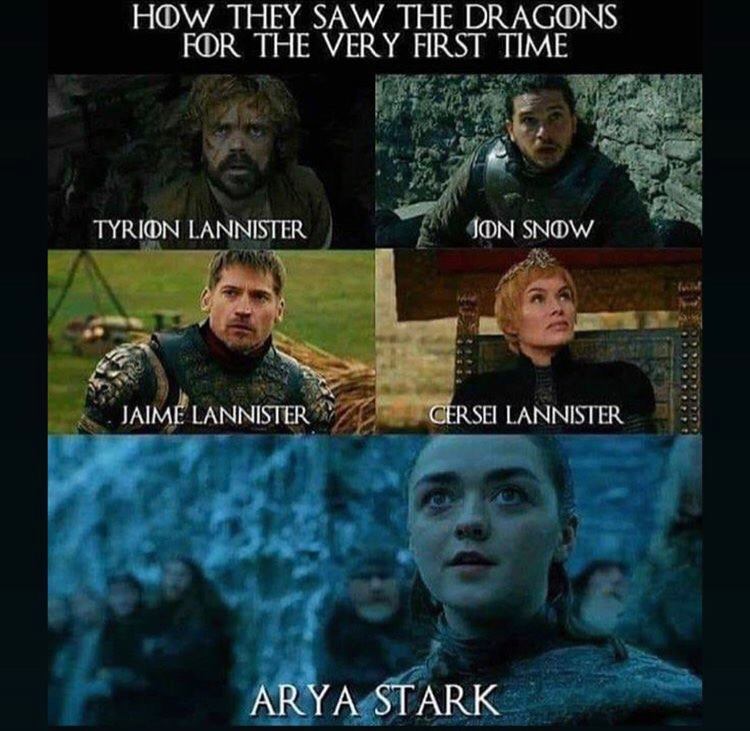 HOW THEY SAW THE DRAGONS
FOR THE VERY FIRST TIME
TYRION LANNISTER
JON SNOW
JAIME LANNISTER
CERSEI LANNISTER
ARYA STARK